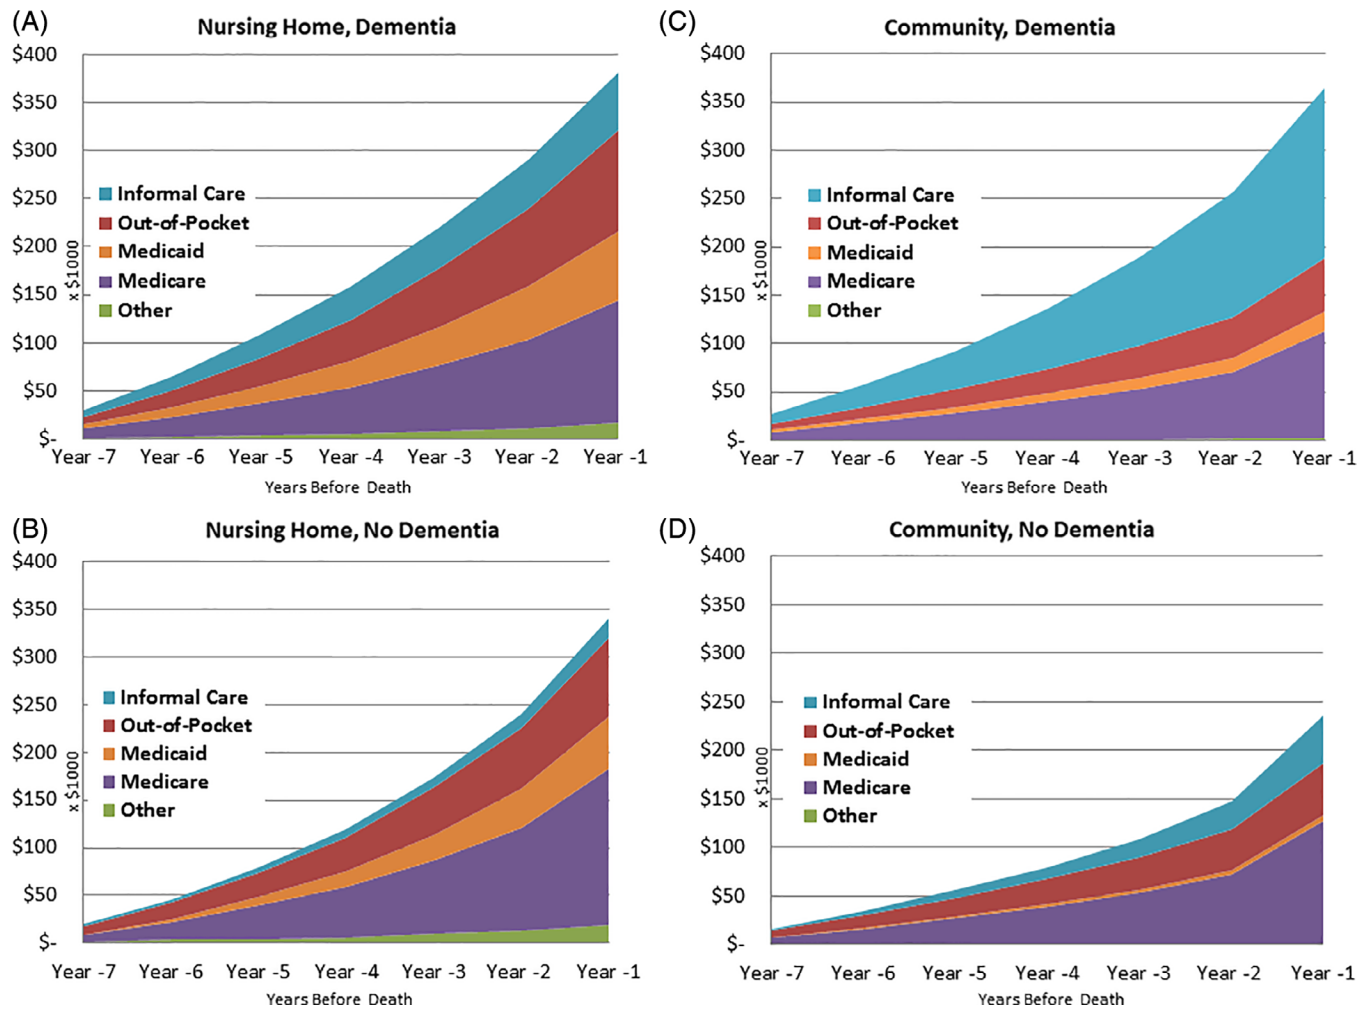 (A)
Nursing Home, Dementia
$400
$350
$300
$250
$200
$150
$100
$50
$-
x $1000
Informal Care
Out-of-Pocket
Medicaid
Medicare
Other
Year -7 Year -6 Year -5 Year -4 Year -3 Year -2 Year -1
Years Before Death
(C)
Community, Dementia
$400
$350
$300
$250
$200
$150
$100
$50
$-
x $1000
Informal Care
Out-of-Pocket
Medicaid
Medicare
Other
Year -7 Year -6 Year -5 Year -4 Year -3 Year -2 Year -1
Years Before Death
(B)
Nursing Home, No Dementia
$400
$350
$300
$250
$200
$150
$100
$50
$-
x $1000
Informal Care
Out-of-Pocket
Medicaid
Medicare
Other
Year -7 Year -6 Year -5 Year -4 Year -3 Year -2 Year -1
Years Before Death
(D)
Community, No Dementia
$400
$350
$300
$250
$200
$150
$100
$50
$-
x $1000
Informal Care
Out-of-Pocket
Medicaid
Medicare
Other
Year -7 Year -6 Year -5 Year -4 Year -3 Year -2 Year -1
Years Before Death